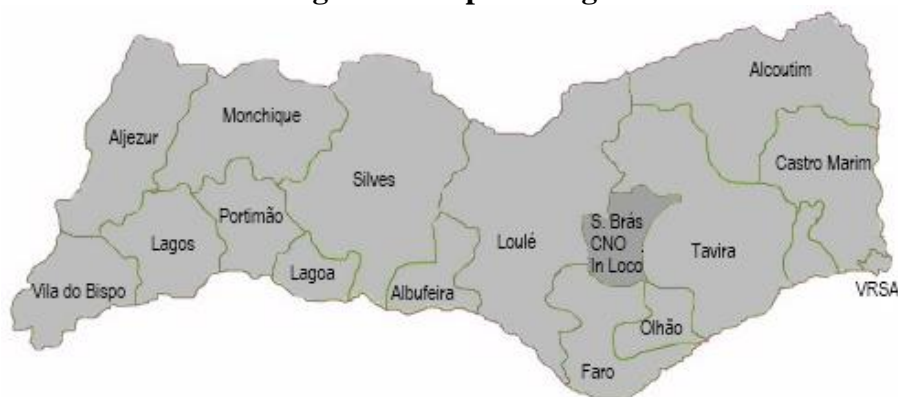 Alcoutim
Monchique
Aljezur
Castro Marim
Silves
Portimão
S. Brás
CNO
In Loco
Lagos
Loulé
Tavira
Lagoa
Vila do Bispo
Albufeira
VRSA
Olhão
Faro